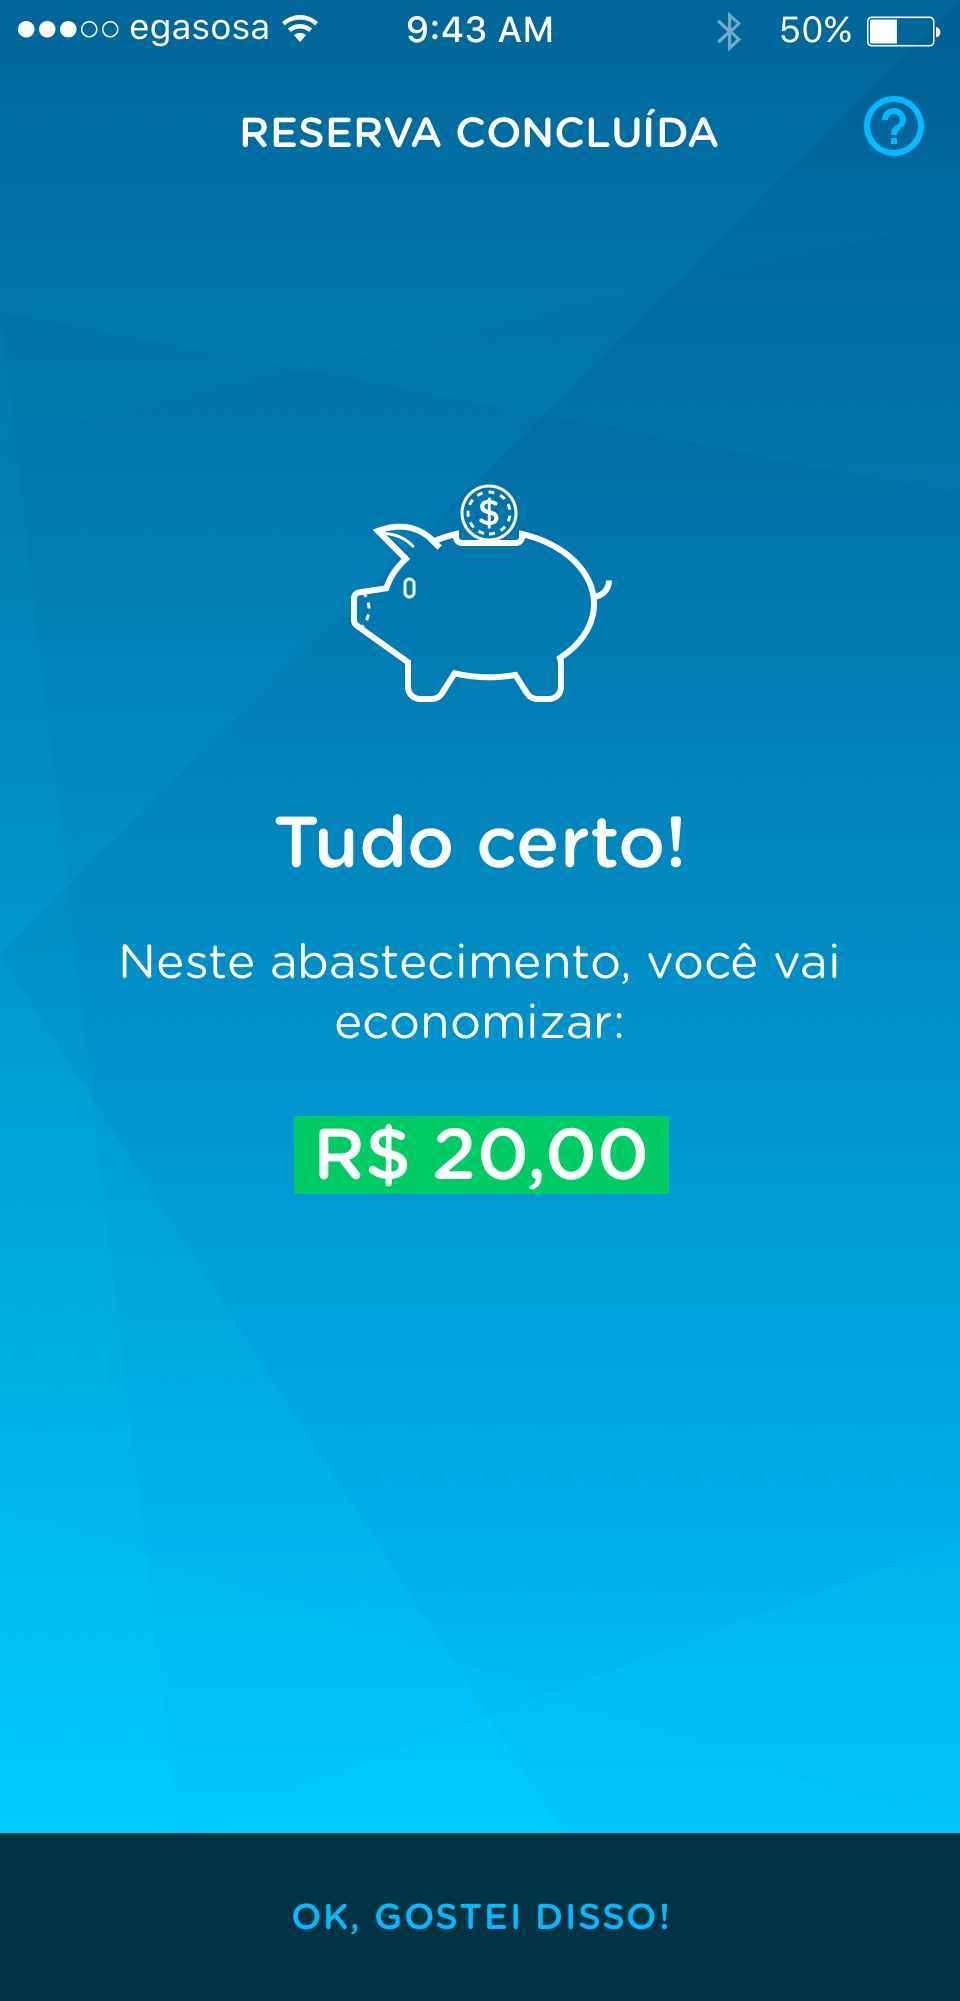 egasosa 9:43 AM 50%
RESERVA CONCLUÍDA
?
$
Tudo certo!
Neste abastecimento, você vai
economizar:
R$ 20,00
OK, GOSTEI DISSO!